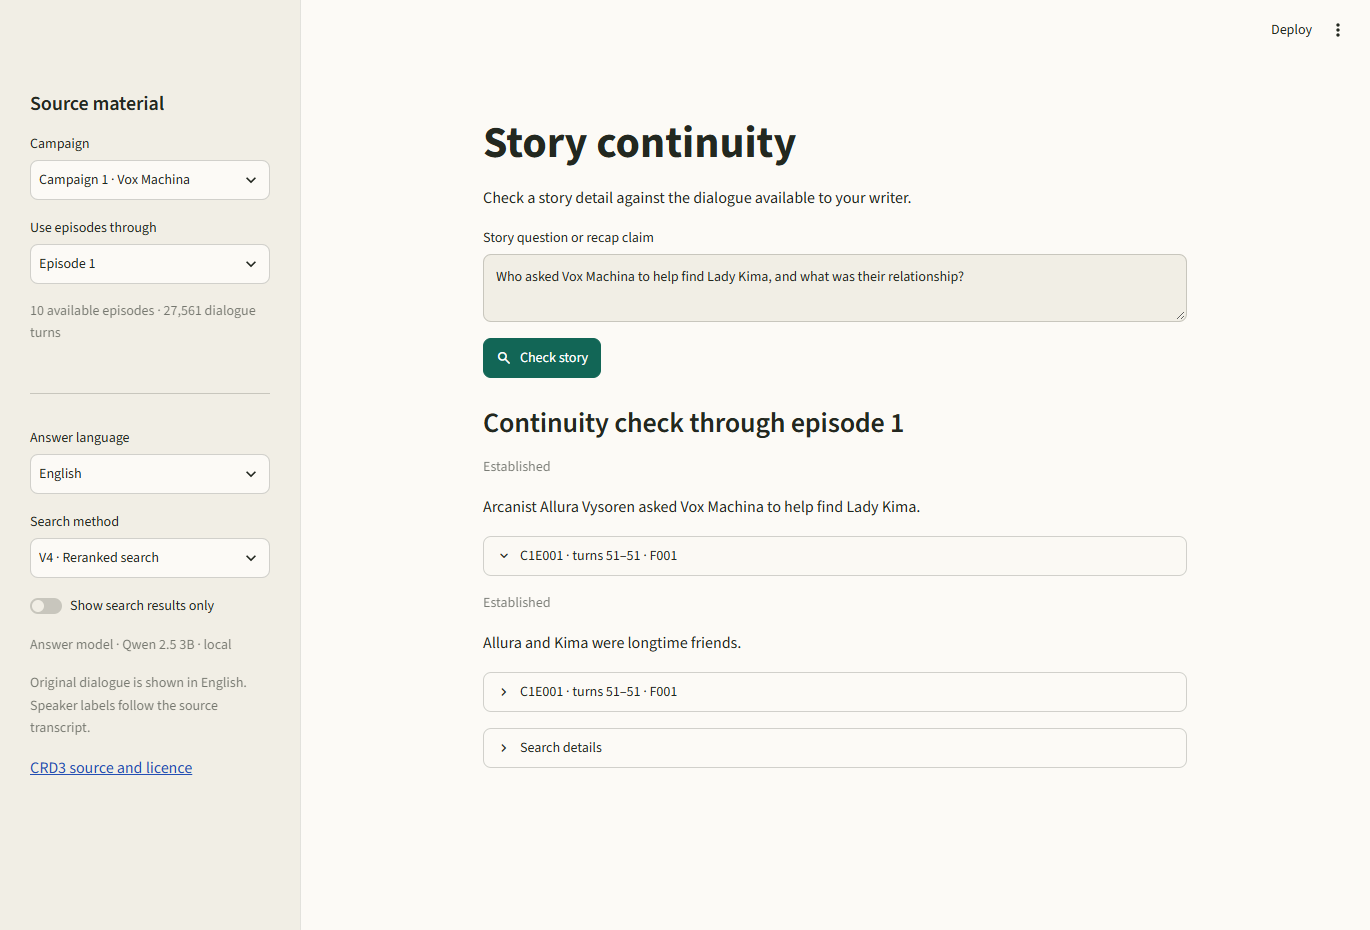 Deploy
Source material
Campaign
Campaign 1 · Vox Machina
Use episodes through
Episode 1
10 available episodes · 27,561 dialogue
turns
Answer language
English
Search method
V4 · Reranked search
Show search results only
Answer model · Qwen 2.5 3B · local
Original dialogue is shown in English.
Speaker labels follow the source
transcript.
CRD3 source and licence
Story continuity
Check a story detail against the dialogue available to your writer.
Story question or recap claim
Who asked Vox Machina to help find Lady Kima, and what was their relationship?
Check story
Continuity check through episode 1
Established
Arcanist Allura Vysoren asked Vox Machina to help find Lady Kima.
C1E001 · turns 51–51 · F001
Established
Allura and Kima were longtime friends.
C1E001 · turns 51–51 · F001
Search details